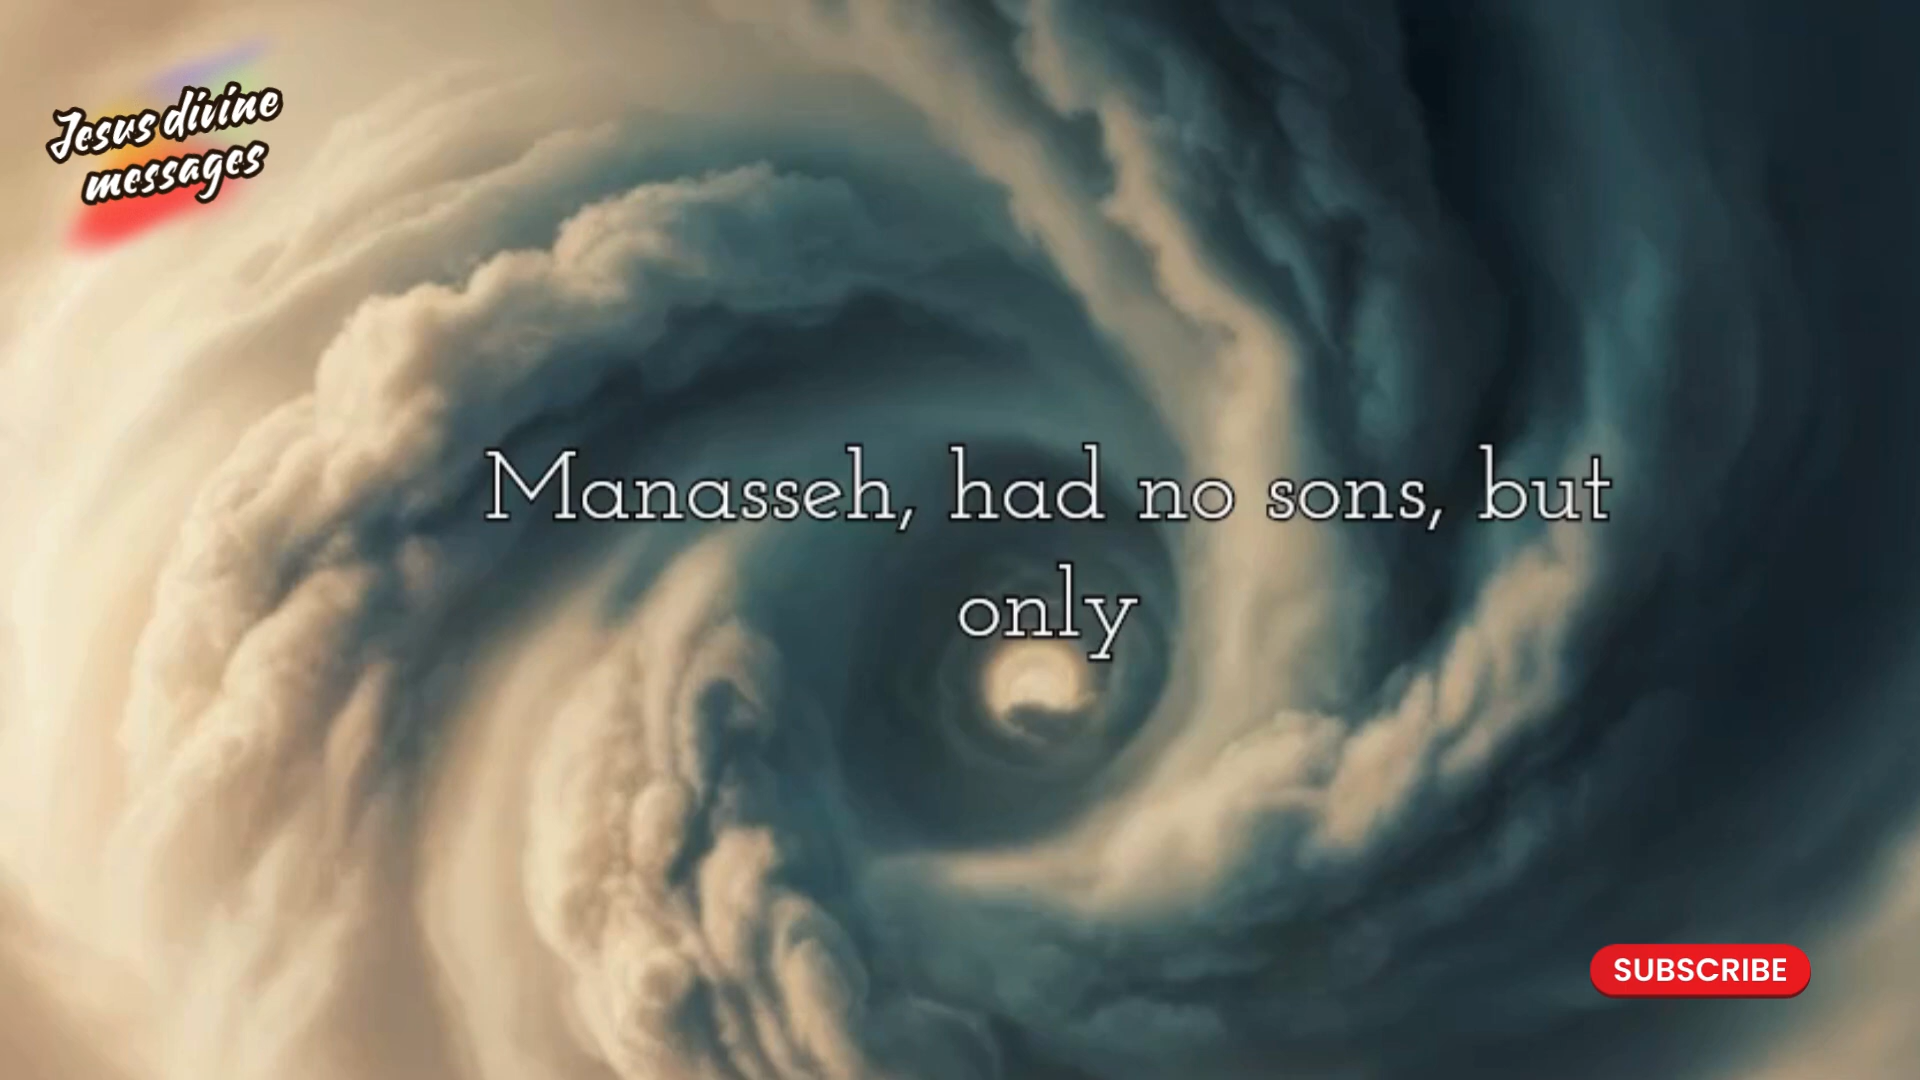 Jesus divine
messages
Manasseh, had no sons, but
only
SUBSCRIBE